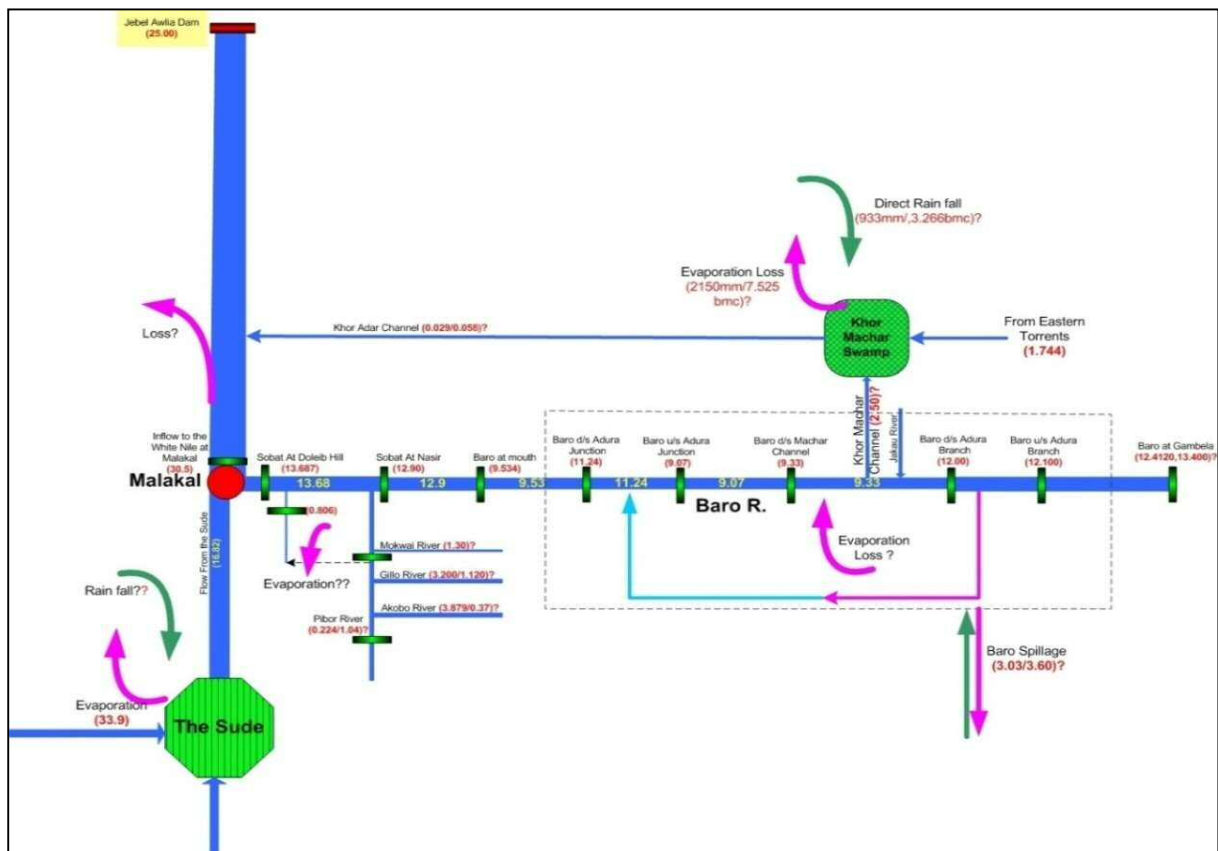 Jebel Awlia Dam
(25.00)
Direct Rain fall
(933mm/,3.266bmc)?
Evaporation Loss
(2150mm/7.525
bmc)?
Loss?
Khor Adar Channel (0.029/0.058)?
Khor
Machar
Swamp
From Eastern
Torrents
(1.744)
Khor Machar
Channel (2.50)?
Jakau River
Inflow to the
White Nile at
Malakal
(30.5)
Malakal
Sobat At Doleib Hill
(13.687)
Sobat At Nasir
(12.90)
Baro at mouth
(9.534)
Baro d/s Adura
Junction
(11.24)
Baro u/s Adura
Junction
(9.07)
Baro d/s Machar
Channel
(9.33)
Baro d/s Adura
Branch
(12.00)
Baro u/s Adura
Branch
(12.100)
Baro at Gambela
(12.4120,13.400)?
13.68
12.9
9.53
11.24
9.07
9.33
Baro R.
(0.806)
Evaporation
Loss ?
Flow From the Sude
(16.82)
Evaporation??
Mokwai River (1.30)?
Gillo River (3.200/1.120)?
Akobo River (3.879/0.37)?
Pibor River
(0.224/1.04)?
Rain fall??
Baro Spillage
(3.03/3.60)?
Evaporation
(33.9)
The Sude